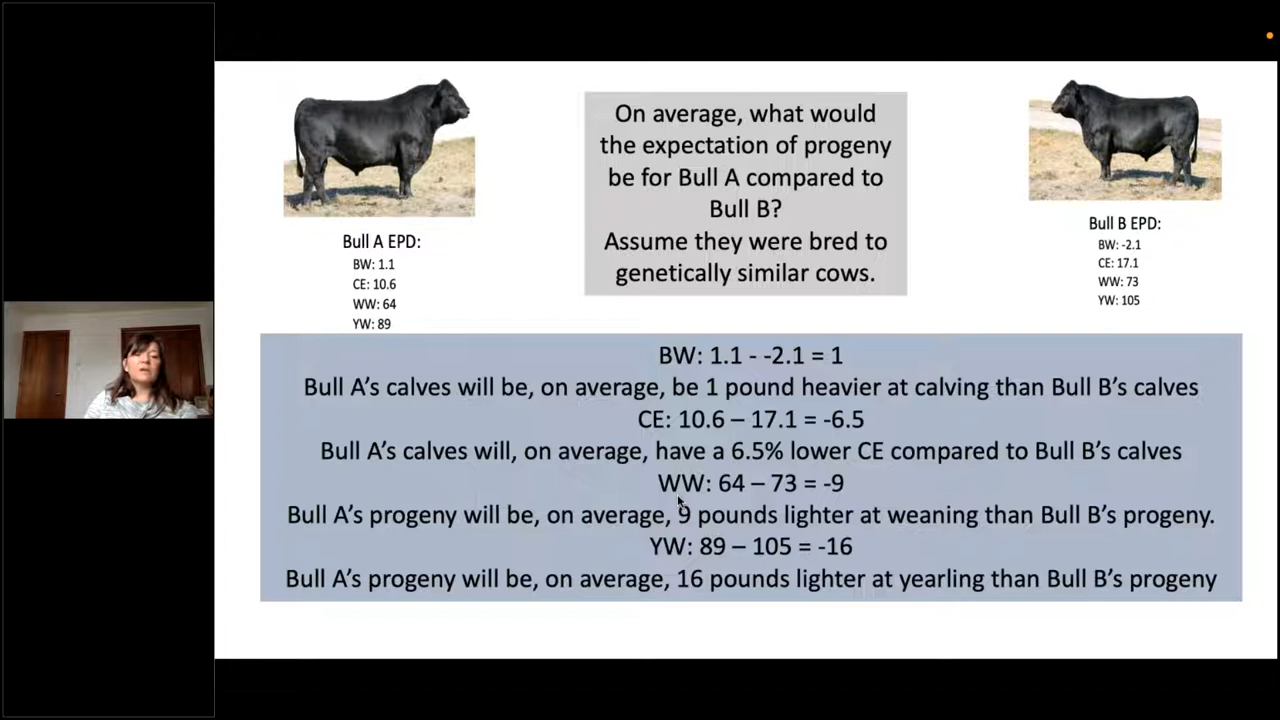 On average, what would
the expectation of progeny
be for Bull A compared to
Bull B?
Assume they were bred to
genetically similar cows.
Bull A EPD:
BW: 1.1
CE: 10.6
WW: 64
YW: 89
Bull B EPD:
BW: -2.1
CE: 17.1
WW: 73
YW: 105
BW: 1.1 - -2.1 = 1
Bull A’s calves will be, on average, be 1 pound heavier at calving than Bull B’s calves
CE: 10.6 – 17.1 = -6.5
Bull A’s calves will, on average, have a 6.5% lower CE compared to Bull B’s calves
WW: 64 – 73 = -9
Bull A’s progeny will be, on average, 9 pounds lighter at weaning than Bull B’s progeny.
YW: 89 – 105 = -16
Bull A’s progeny will be, on average, 16 pounds lighter at yearling than Bull B’s progeny